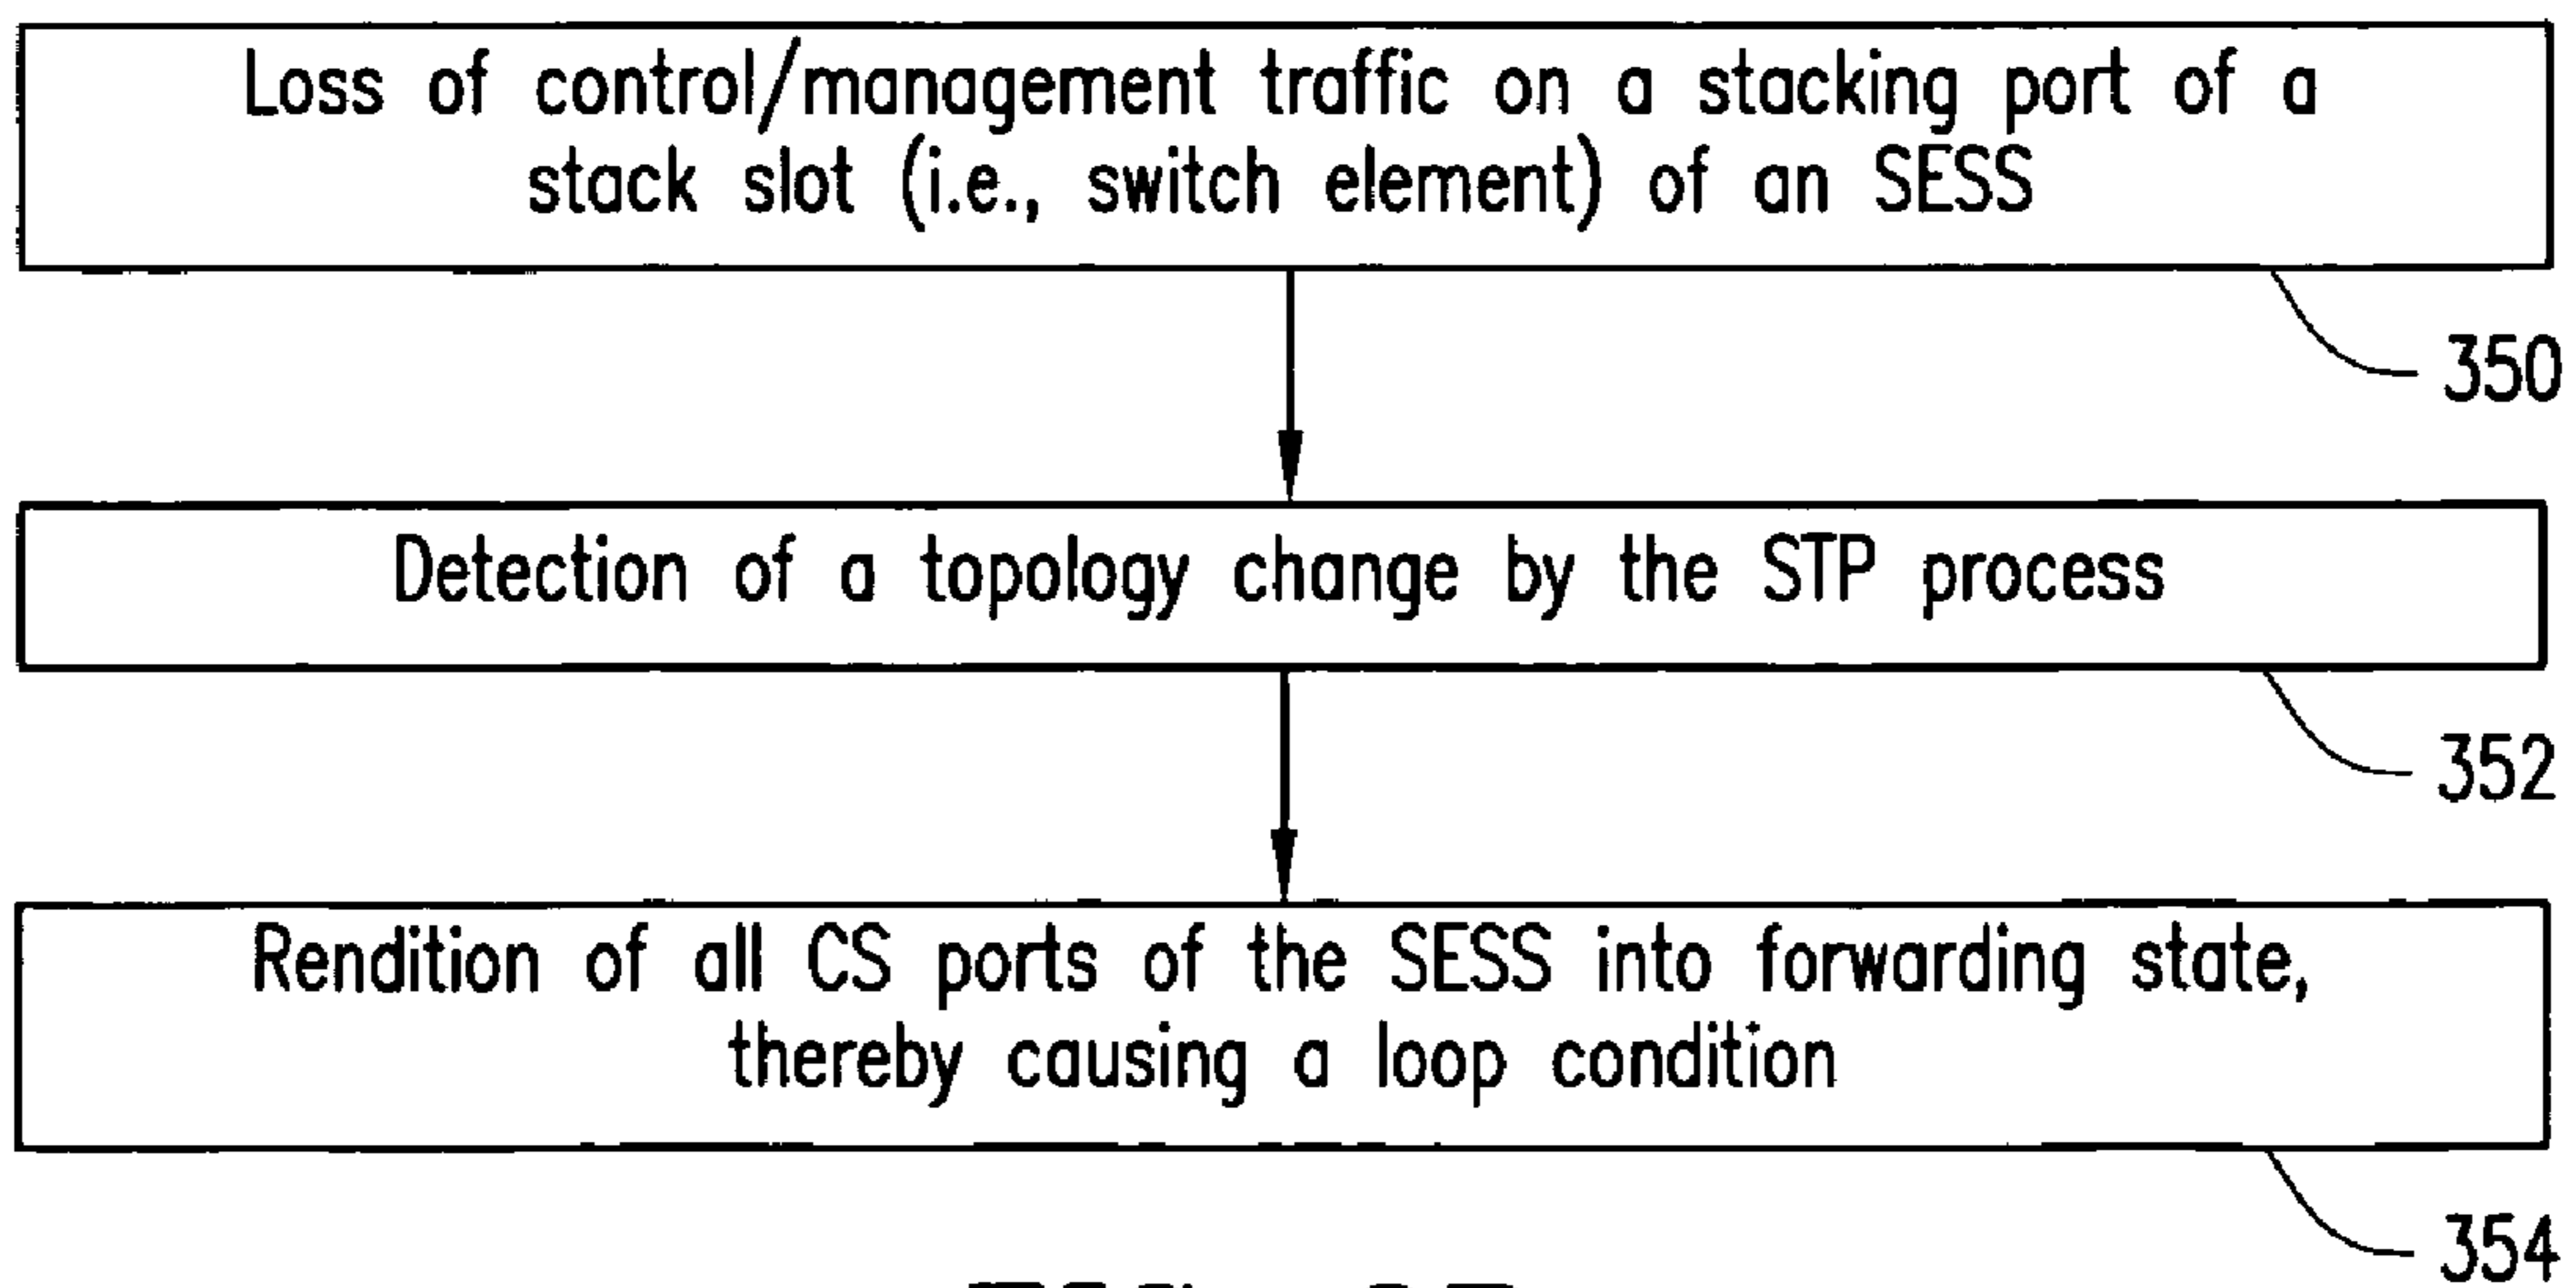 Loss of control/management traffic on a stacking port of a
stack slot (i.e., switch element) of an SESS
350
Detection of a topology change by the STP process
352
Rendition of all CS ports of the SESS into forwarding state,
thereby causing a loop condition
354